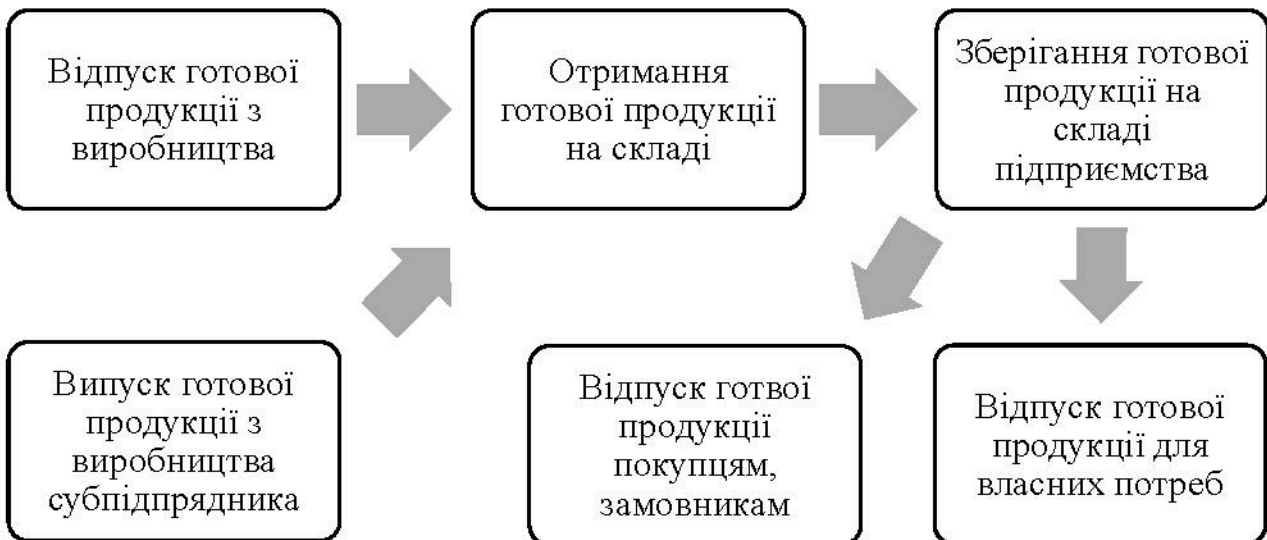 Відпуск готової
продукції з
виробництва
Отримання
готової продукції
на складі
Зберігання готової
продукції на
складі
підприємства
Випуск готової
продукції з
виробництва
субпідпрядника
Відпуск готвої
продукції
покупцям,
замовникам
Відпуск готової
продукції для
власних потреб